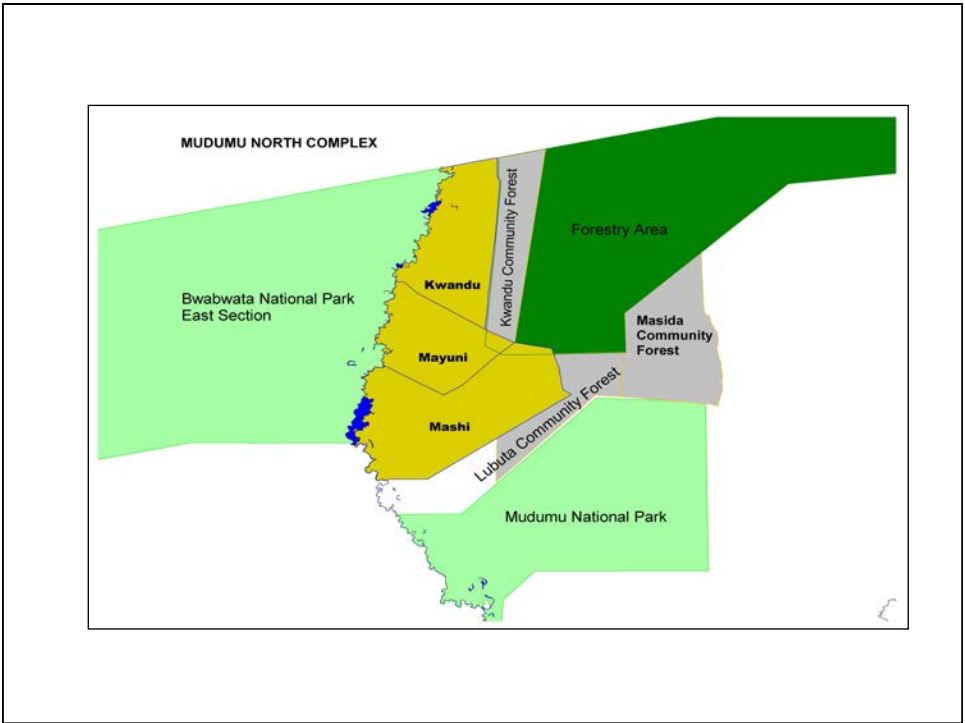 MUDUMU NORTH COMPLEX
Kwandu Community Forest
Forestry Area
Kwandu
Bwabwata National Park
East Section
Masida
Community
Forest
Mayuni
Mashi
Lubuta Community Forest
Mudumu National Park